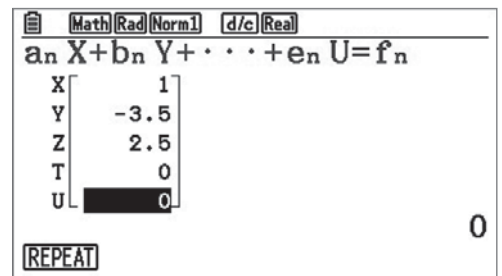 Math Rad Norm1 d/c Real
an X+bn Y+···+en U=fn
X 1
Y -3.5
Z 2.5
T 0
U 0
0
REPEAT